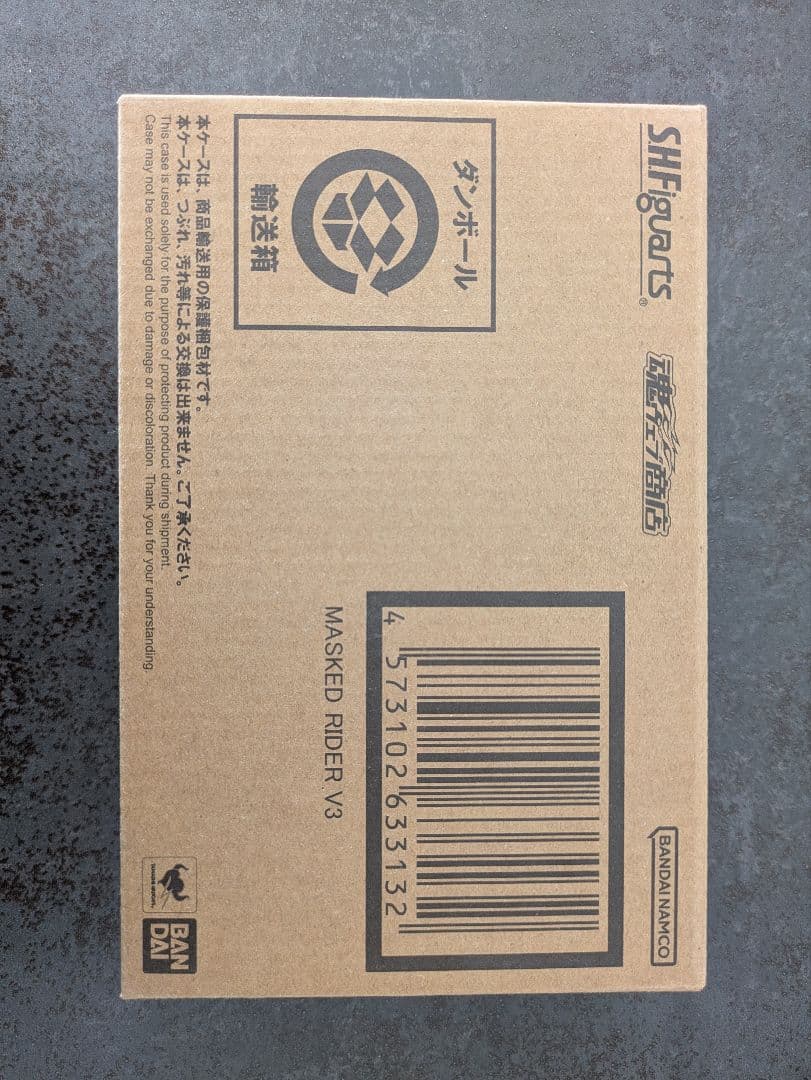 S.H.Figuarts®
魂ウェブ商店
ダンボール
輸送箱
BANDAI NAMCO
4 573102 633132
MASKED RIDER V3
本ケースは、商品輸送用の保護梱包材です。
本ケースは、つぶれ、汚れ等による交換は出来ません。ご了承ください。
This case is used solely for the purpose of protecting product during shipment.
Case may not be exchanged due to damage or discoloration. Thank you for your understanding.
BAN
DAI